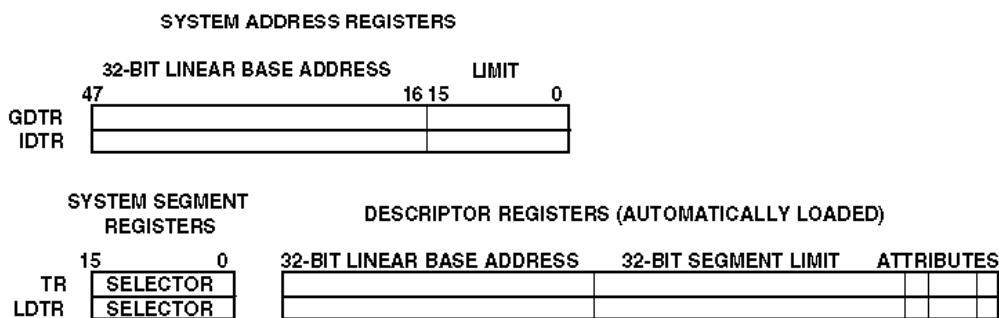 SYSTEM ADDRESS REGISTERS
32-BIT LINEAR BASE ADDRESS LIMIT
47 16 15 0
GDTR
IDTR
SYSTEM SEGMENT
REGISTERS
DESCRIPTOR REGISTERS (AUTOMATICALLY LOADED)
15 0 32-BIT LINEAR BASE ADDRESS 32-BIT SEGMENT LIMIT ATTRIBUTES
TR SELECTOR
LDTR SELECTOR